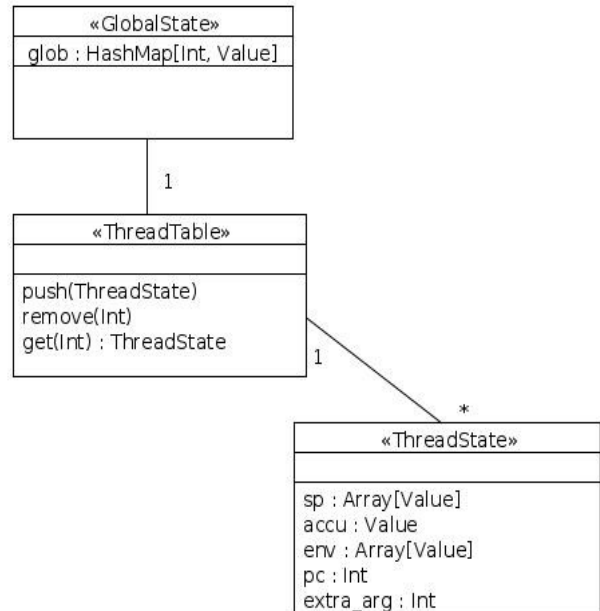 «GlobalState»
glob : HashMap[Int, Value]
1
«ThreadTable»
push(ThreadState)
remove(Int)
get(Int) : ThreadState
1
*
«ThreadState»
sp : Array[Value]
accu : Value
env : Array[Value]
pc : Int
extra_arg : Int